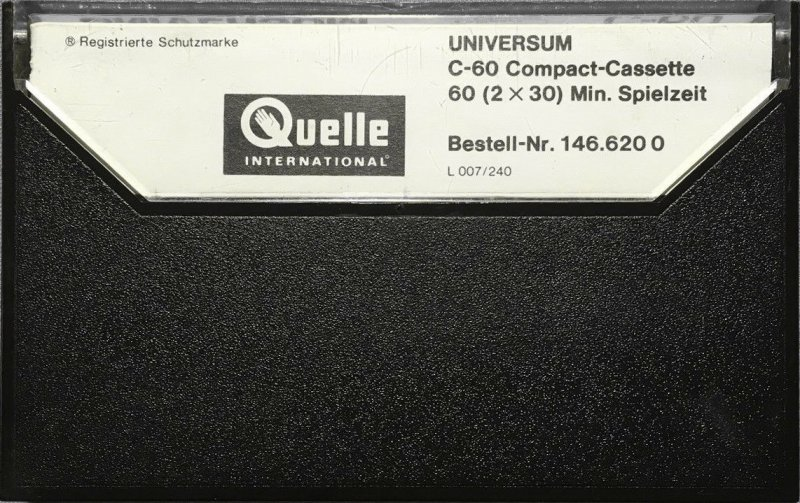 ® Registrierte Schutzmarke
Quelle
INTERNATIONAL
UNIVERSUM
C-60 Compact-Cassette
60 (2 × 30) Min. Spielzeit
Bestell-Nr. 146.620 0
L 007/240